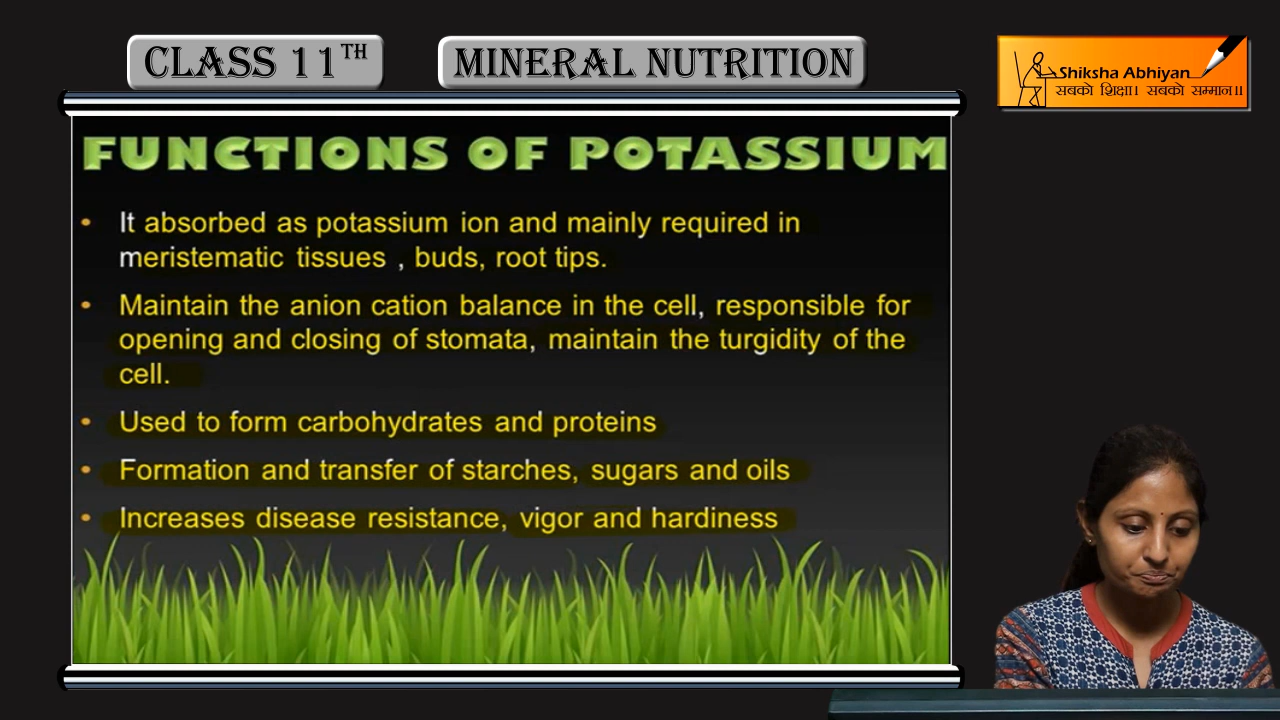 CLASS 11TH
MINERAL NUTRITION
Shiksha Abhiyan
सबको शिक्षा। सबको सम्मान।।
FUNCTIONS OF POTASSIUM
• It absorbed as potassium ion and mainly required in
meristematic tissues , buds, root tips.
• Maintain the anion cation balance in the cell, responsible for
opening and closing of stomata, maintain the turgidity of the
cell.
• Used to form carbohydrates and proteins
• Formation and transfer of starches, sugars and oils
• Increases disease resistance, vigor and hardiness